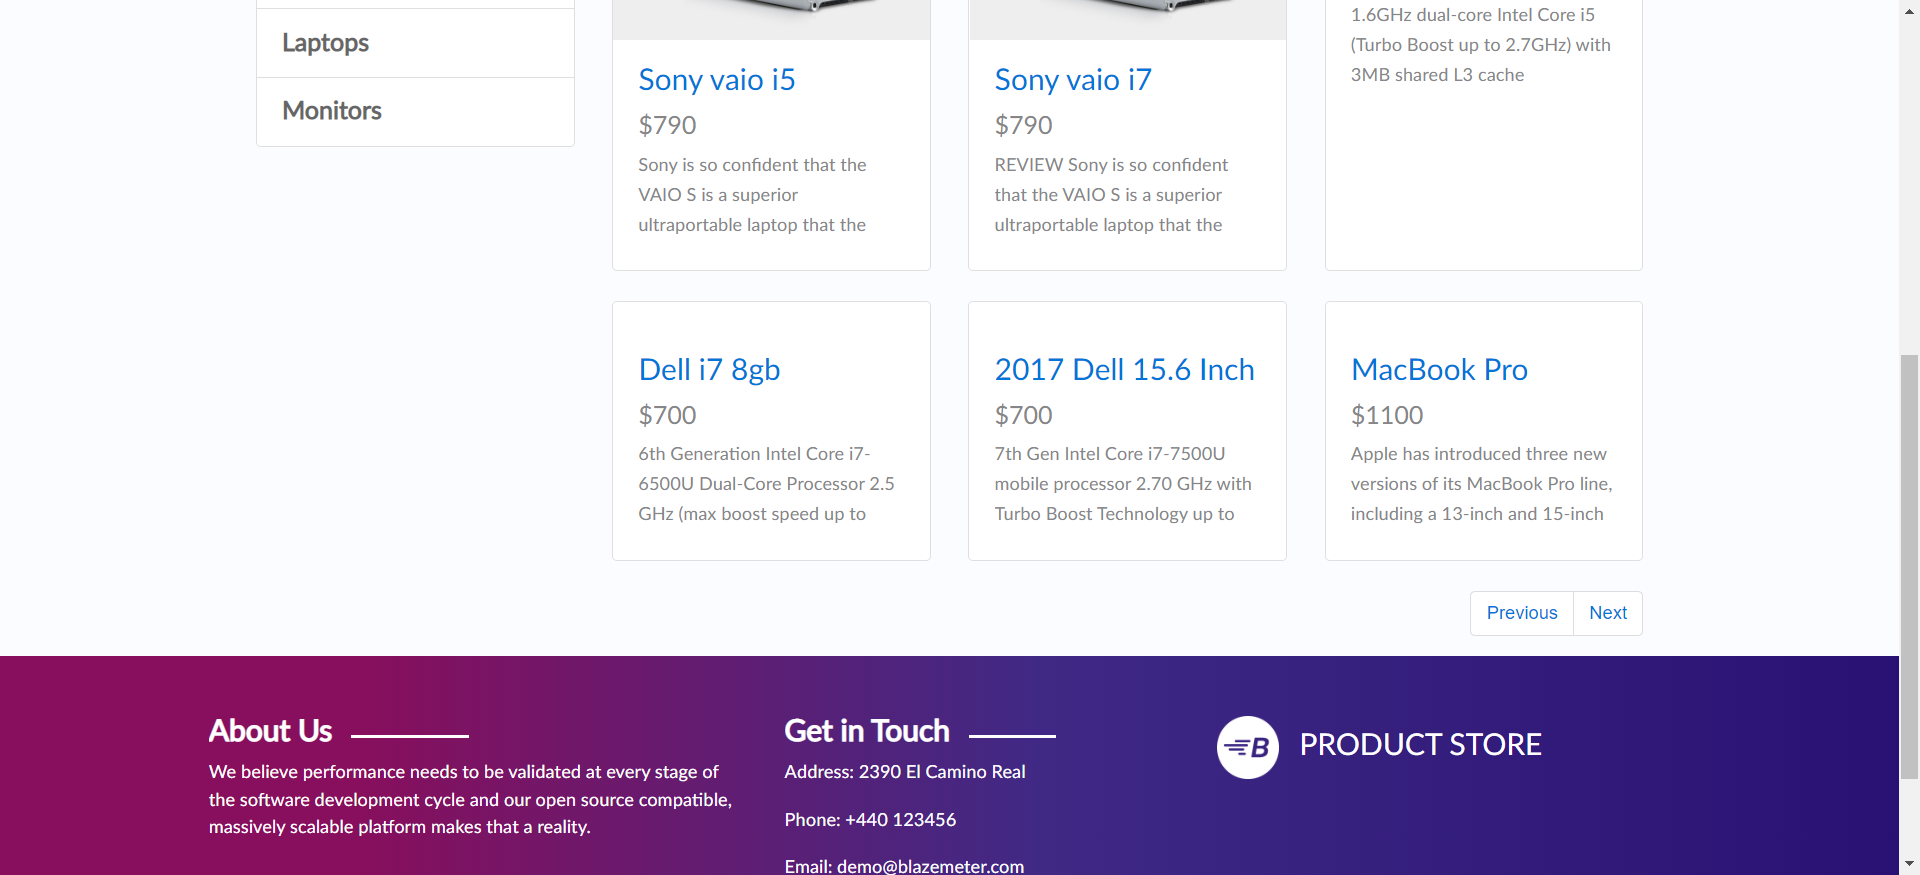 Laptops
Monitors
Sony vaio i5
$790
Sony is so confident that the
VAIO S is a superior
ultraportable laptop that the
Sony vaio i7
$790
REVIEW Sony is so confident
that the VAIO S is a superior
ultraportable laptop that the
1.6GHz dual-core Intel Core i5
(Turbo Boost up to 2.7GHz) with
3MB shared L3 cache
Dell i7 8gb
$700
6th Generation Intel Core i7-
6500U Dual-Core Processor 2.5
GHz (max boost speed up to
2017 Dell 15.6 Inch
$700
7th Gen Intel Core i7-7500U
mobile processor 2.70 GHz with
Turbo Boost Technology up to
MacBook Pro
$1100
Apple has introduced three new
versions of its MacBook Pro line,
including a 13-inch and 15-inch
Previous
Next
About Us
We believe performance needs to be validated at every stage of
the software development cycle and our open source compatible,
massively scalable platform makes that a reality.
Get in Touch
Address: 2390 El Camino Real
Phone: +440 123456
Email: demo@blazemeter.com
B
PRODUCT STORE